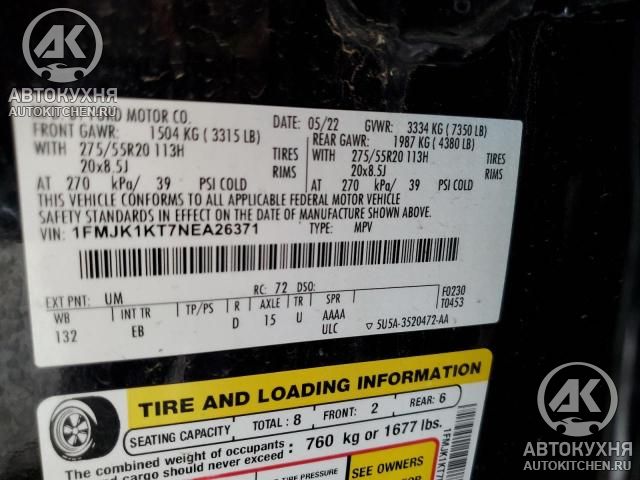 АК
АВТОКУХНЯ
AUTOKITCHEN.RU
MOTOR CO.
DATE: 05/22 GVWR: 3334 KG (7350 LB)
FRONT GAWR: 1504 KG (3315 LB) REAR GAWR: 1987 KG (4380 LB)
WITH 275/55R20 113H TIRES WITH 275/55R20 113H TIRES
20x8.5J RIMS 20x8.5J RIMS
AT 270 kPa/ 39 PSI COLD AT 270 kPa/ 39 PSI COLD
THIS VEHICLE CONFORMS TO ALL APPLICABLE FEDERAL MOTOR VEHICLE
SAFETY STANDARDS IN EFFECT ON THE DATE OF MANUFACTURE SHOWN ABOVE.
VIN: 1FMJK1KT7NEA26371 TYPE: MPV
EXT PNT: UM RC: 72 DSO: F0230
WB INT TR TP/PS R AXLE TR SPR T0453
132 EB D 15 U AAAA
ULC 5U5A-3520472-AA
TIRE AND LOADING INFORMATION
SEATING CAPACITY TOTAL: 8 FRONT: 2 REAR: 6
The combined weight of occupants
and cargo should never exceed: 760 kg or 1677 lbs.
TIRE PRESSURE
SEE OWNERS
1FMJK1KT7
АК
АВТОКУХНЯ
AUTOKITCHEN.RU